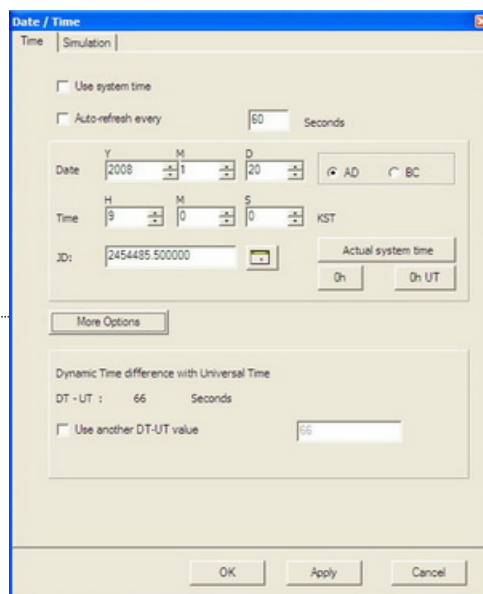 Date / Time
Time Simulation
Use system time
Auto-refresh every 60 Seconds
Y M D
Date 2008 1 20 AD BC
H M S
Time 9 0 0 KST
JD: 2454485.500000 Actual system time
0h 0h UT
More Options
Dynamic Time difference with Universal Time
DT - UT : 66 Seconds
Use another DT-UT value 66
OK Apply Cancel